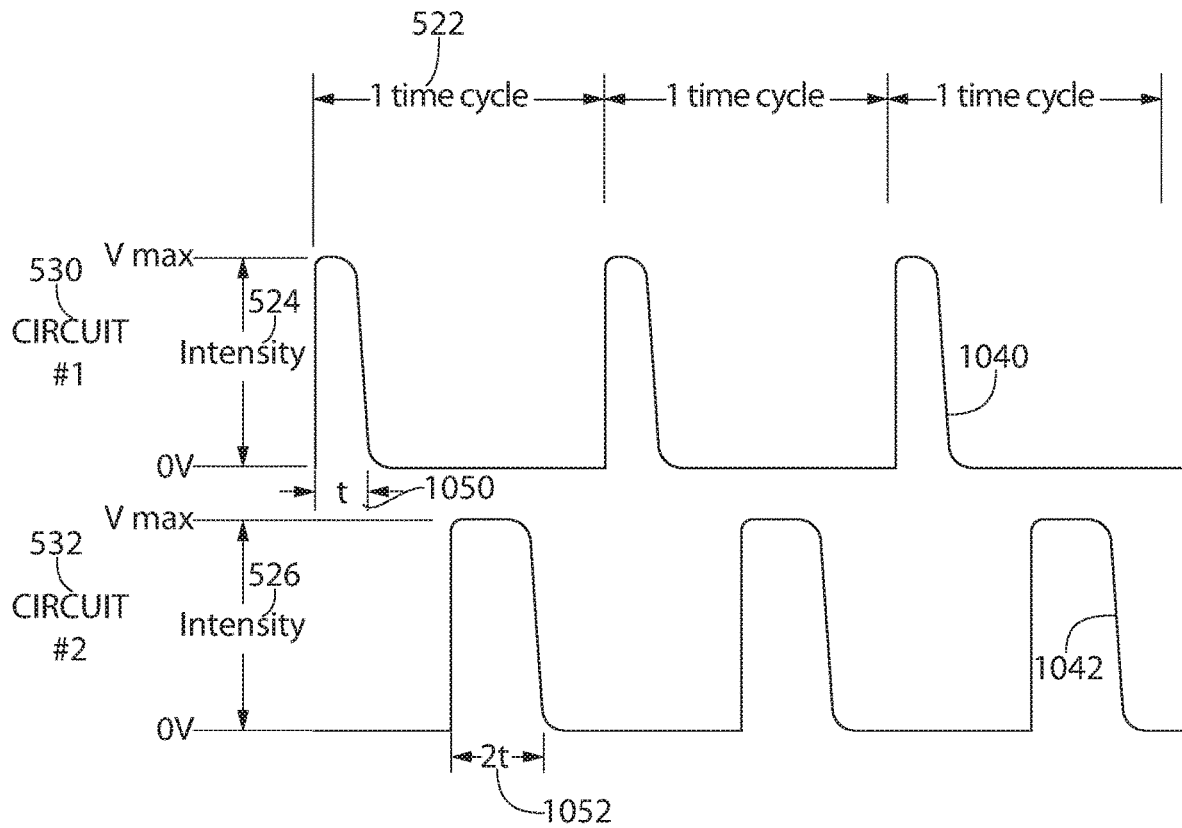 522
1 time cycle
1 time cycle
1 time cycle
V max
530
CIRCUIT
#1
524
Intensity
1040
0V
t
1050
V max
532
CIRCUIT
#2
526
Intensity
1042
0V
2t
1052